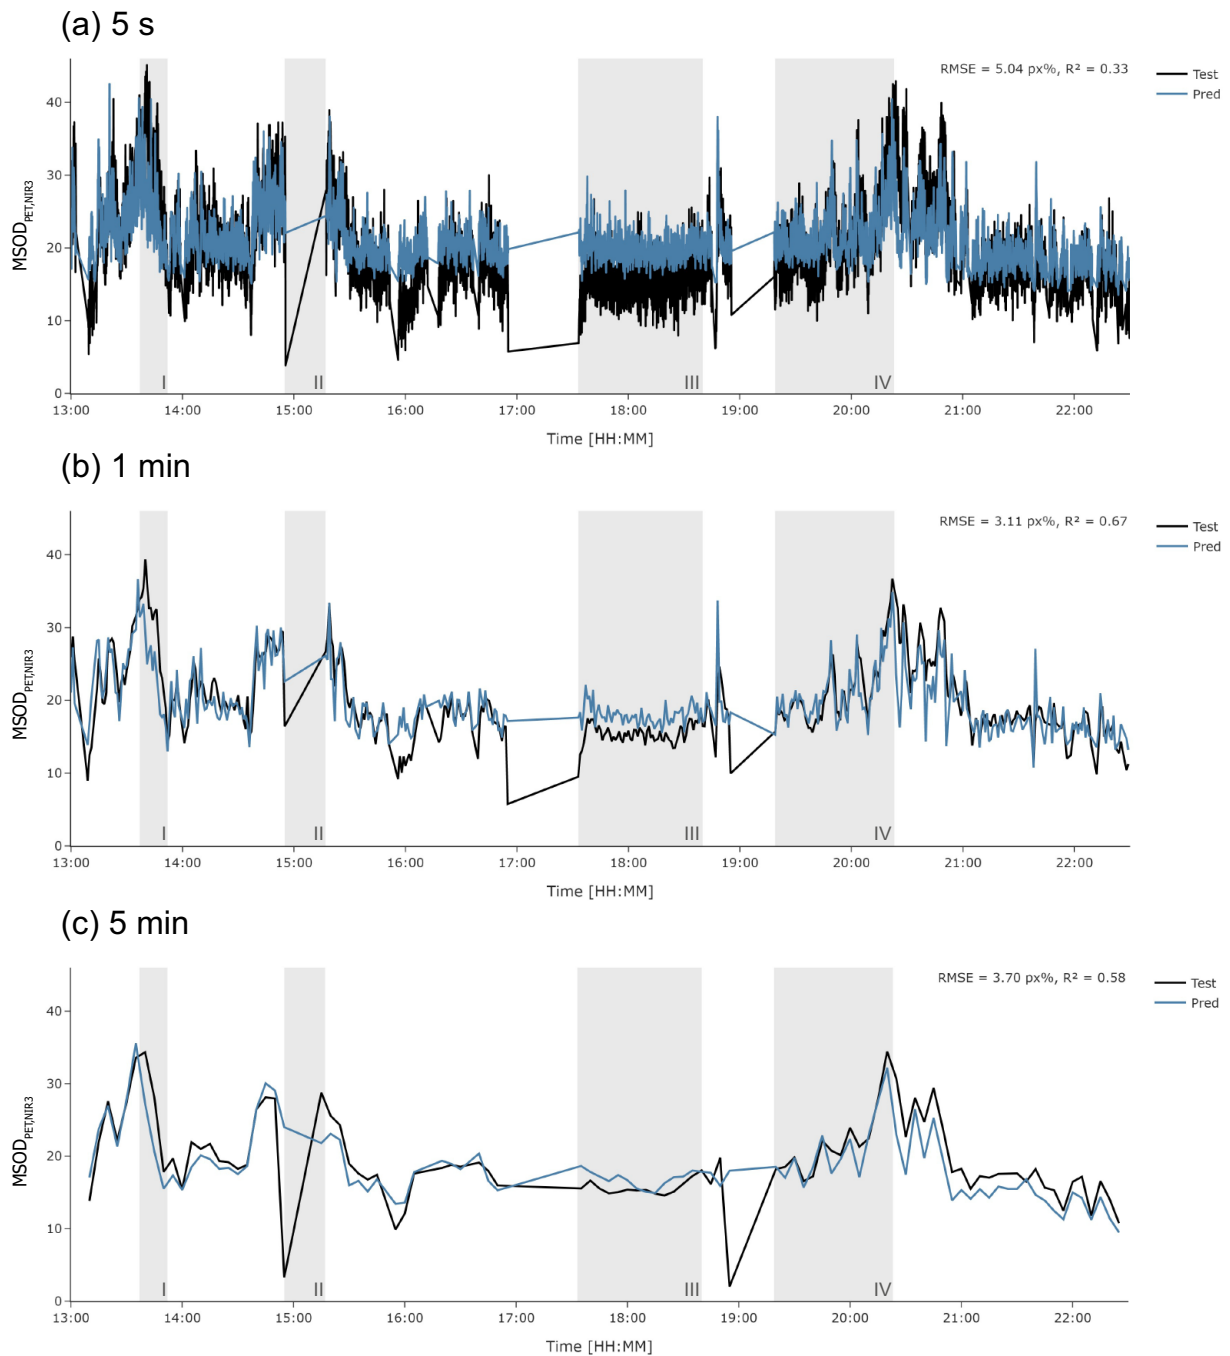 (a) 5 s
RMSE = 5.04 px%, R² = 0.33
Test
Pred
MSOD PET,NIR3
40
30
20
10
0
I
II
III
IV
13:00 14:00 15:00 16:00 17:00 18:00 19:00 20:00 21:00 22:00
Time [HH:MM]
(b) 1 min
RMSE = 3.11 px%, R² = 0.67
Test
Pred
MSOD PET,NIR3
40
30
20
10
0
I
II
III
IV
13:00 14:00 15:00 16:00 17:00 18:00 19:00 20:00 21:00 22:00
Time [HH:MM]
(c) 5 min
RMSE = 3.70 px%, R² = 0.58
Test
Pred
MSOD PET,NIR3
40
30
20
10
0
I
II
III
IV
13:00 14:00 15:00 16:00 17:00 18:00 19:00 20:00 21:00 22:00
Time [HH:MM]